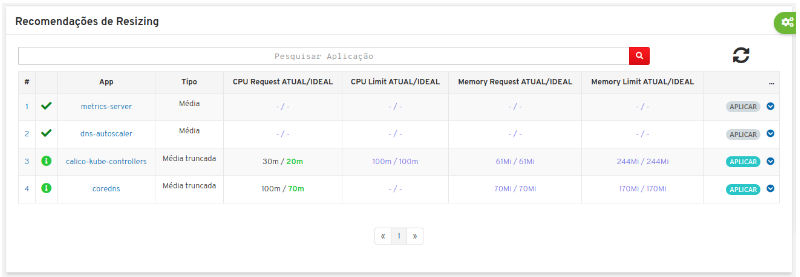 Recomendações de Resizing
Pesquisar Aplicação
# App Tipo CPU Request ATUAL/IDEAL CPU Limit ATUAL/IDEAL Memory Request ATUAL/IDEAL Memory Limit ATUAL/IDEAL ...
1 metrics-server Média - / - - / - - / - - / - APLICAR
2 dns-autoscaler Média - / - - / - - / - - / - APLICAR
3 calico-kube-controllers Média truncada 30m / 20m 100m / 100m 61Mi / 61Mi 244Mi / 244Mi APLICAR
4 coredns Média truncada 100m / 70m - / - 70Mi / 70Mi 170Mi / 170Mi APLICAR
« 1 »